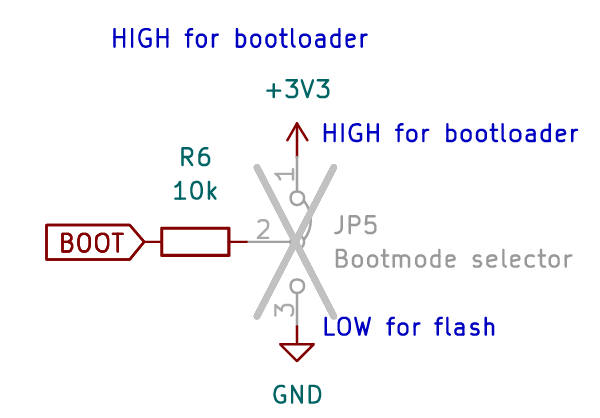 HIGH for bootloader
+3V3
HIGH for bootloader
R6
10k
1
BOOT
2
JP5
Bootmode selector
3
LOW for flash
GND